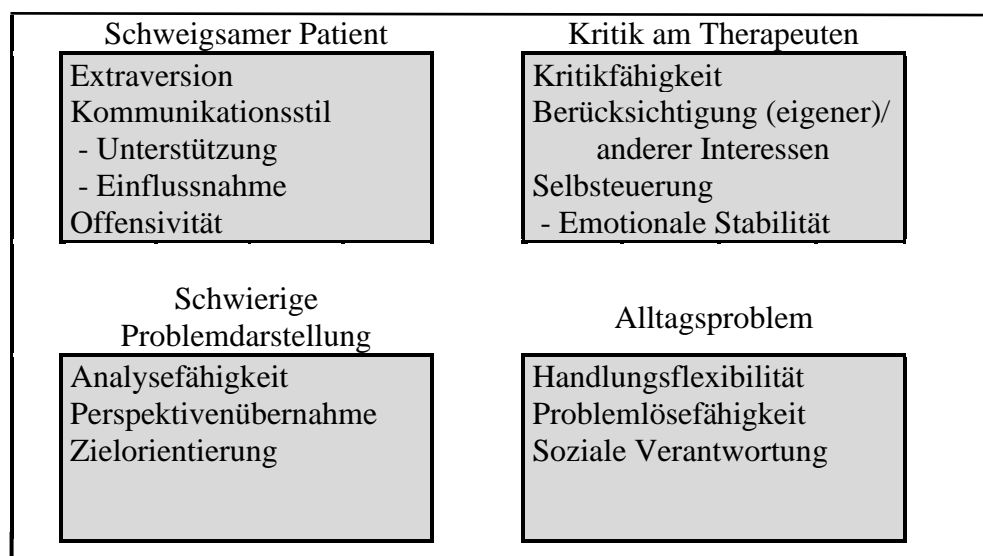 Schweigsamer Patient
Extraversion
Kommunikationsstil
- Unterstützung
- Einflussnahme
Offensivität
Kritik am Therapeuten
Kritikfähigkeit
Berücksichtigung (eigener)/
anderer Interessen
Selbsteuerung
- Emotionale Stabilität
Schwierige
Problemdarstellung
Analysefähigkeit
Perspektivenübernahme
Zielorientierung
Alltagsproblem
Handlungsflexibilität
Problemlösefähigkeit
Soziale Verantwortung